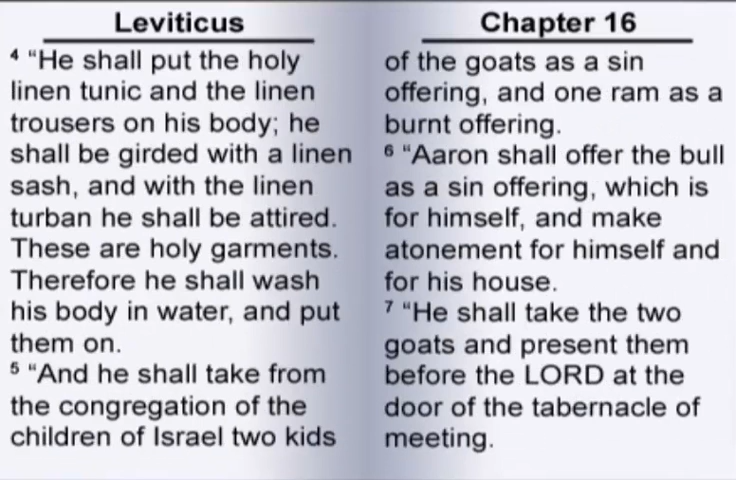 Leviticus
⁴ "He shall put the holy
linen tunic and the linen
trousers on his body; he
shall be girded with a linen
sash, and with the linen
turban he shall be attired.
These are holy garments.
Therefore he shall wash
his body in water, and put
them on.
⁵ "And he shall take from
the congregation of the
children of Israel two kids
Chapter 16
of the goats as a sin
offering, and one ram as a
burnt offering.
⁶ "Aaron shall offer the bull
as a sin offering, which is
for himself, and make
atonement for himself and
for his house.
⁷ "He shall take the two
goats and present them
before the LORD at the
door of the tabernacle of
meeting.